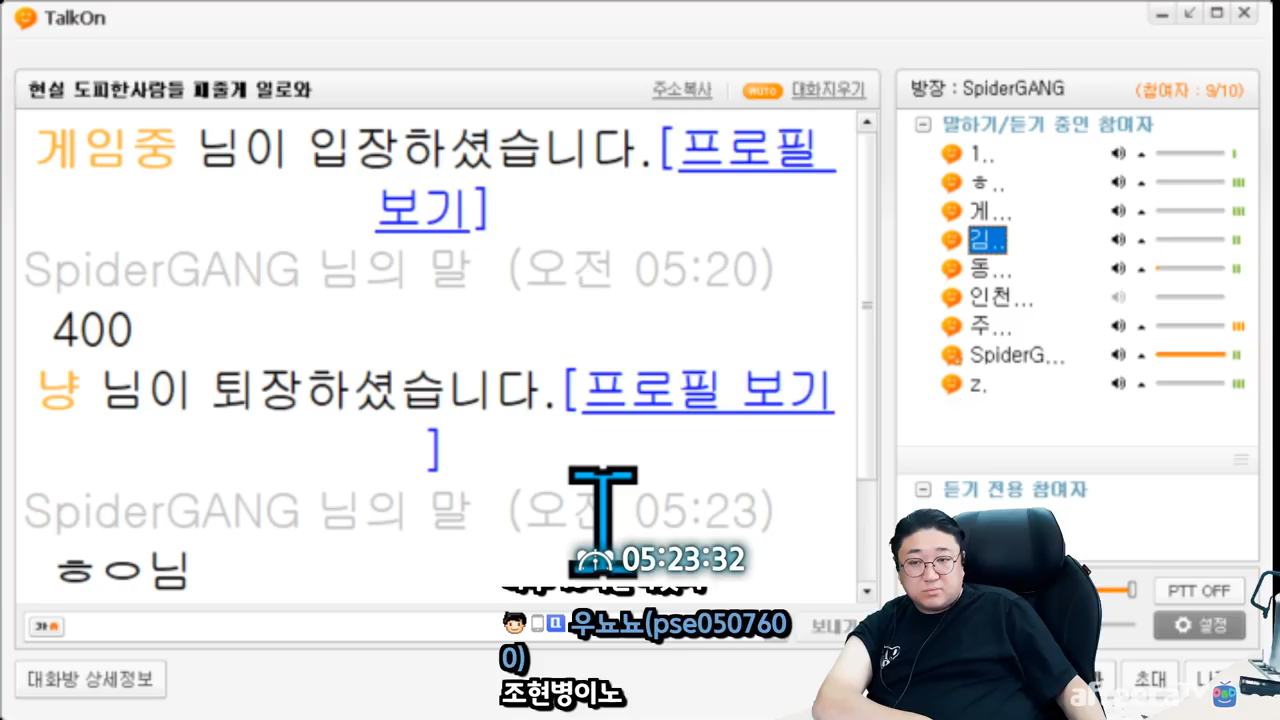 TalkOn
현실 도피한사람들 패줄게 일로와
주소복사
AUTO
대화지우기
게임중 님이 입장하셨습니다.[프로필
보기]
SpiderGANG 님의 말 (오전 05:20)
400
냥 님이 퇴장하셨습니다.[프로필 보기
]
SpiderGANG 님의 말 (오전 05:23)
ㅎㅇ님
05:23:32
우뇨뇨(pse050760
0)
조현병이노
가
보내기
대화방 상세정보
방장 : SpiderGANG
(참여자 : 9/10)
말하기/듣기 중인 참여자
1..
ㅎ..
게...
김..
동...
인천...
주...
SpiderG...
z.
듣기 전용 참여자
PTT OFF
설정
초대
afreecaTV